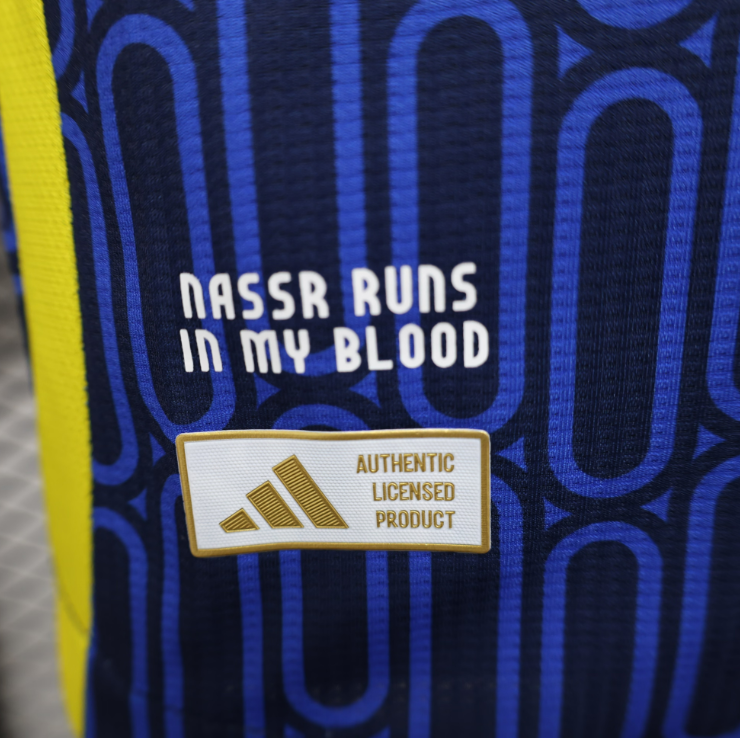 NASSR RUNS
IN MY BLOOD
AUTHENTIC
LICENSED
PRODUCT